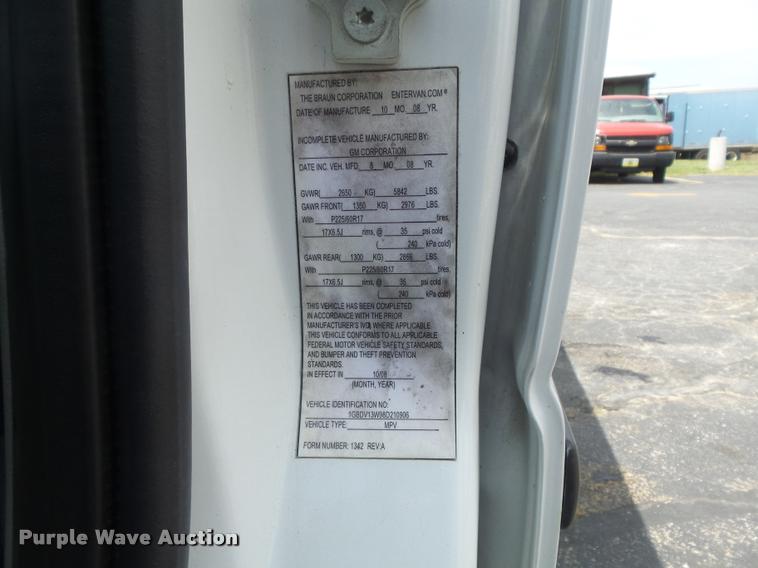 MANUFACTURED BY:
THE BRAUN CORPORATION ENTERVAN.COM®
DATE OF MANUFACTURE 10 MO. 08 YR.
INCOMPLETE VEHICLE MANUFACTURED BY:
GM CORPORATION
DATE INC. VEH. MFD. 8 MO. 08 YR.
GVWR( 2650 KG) 5842 LBS.
GAWR FRONT( 1350 KG) 2976 LBS.
With P225/60R17 tires,
17X6.5J rims, @ 35 psi cold
( 240 kPa cold)
GAWR REAR( 1300 KG) 2866 LBS.
With P225/60R17 tires,
17X6.5J rims, @ 35 psi cold
( 240 kPa cold)
THIS VEHICLE HAS BEEN COMPLETED
IN ACCORDANCE WITH THE PRIOR
MANUFACTURER'S IVD WHERE APPLICABLE.
THIS VEHICLE CONFORMS TO ALL APPLICABLE
FEDERAL MOTOR VEHICLE SAFETY STANDARDS,
AND BUMPER AND THEFT PREVENTION
STANDARDS.
IN EFFECT IN 10/08
(MONTH, YEAR)
VEHICLE IDENTIFICATION NO:
1GBDV13W98D210906
VEHICLE TYPE: MPV
FORM NUMBER: 1342 REV:A
Purple Wave Auction